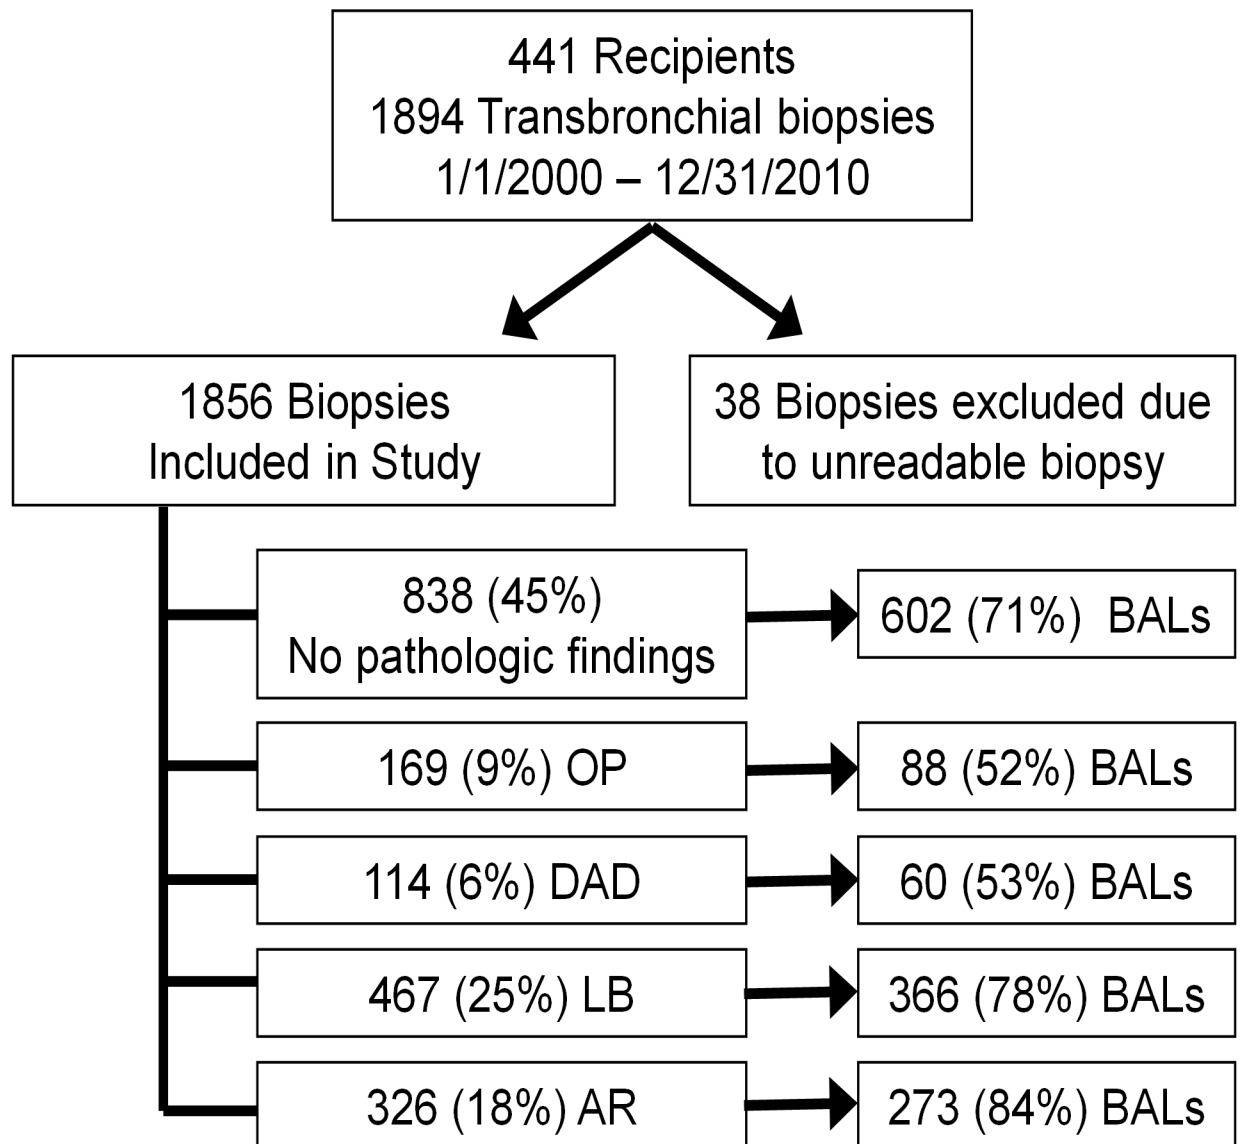 441 Recipients
1894 Transbronchial biopsies
1/1/2000 – 12/31/2010
1856 Biopsies
Included in Study
38 Biopsies excluded due
to unreadable biopsy
838 (45%)
No pathologic findings
602 (71%) BALs
169 (9%) OP
88 (52%) BALs
114 (6%) DAD
60 (53%) BALs
467 (25%) LB
366 (78%) BALs
326 (18%) AR
273 (84%) BALs